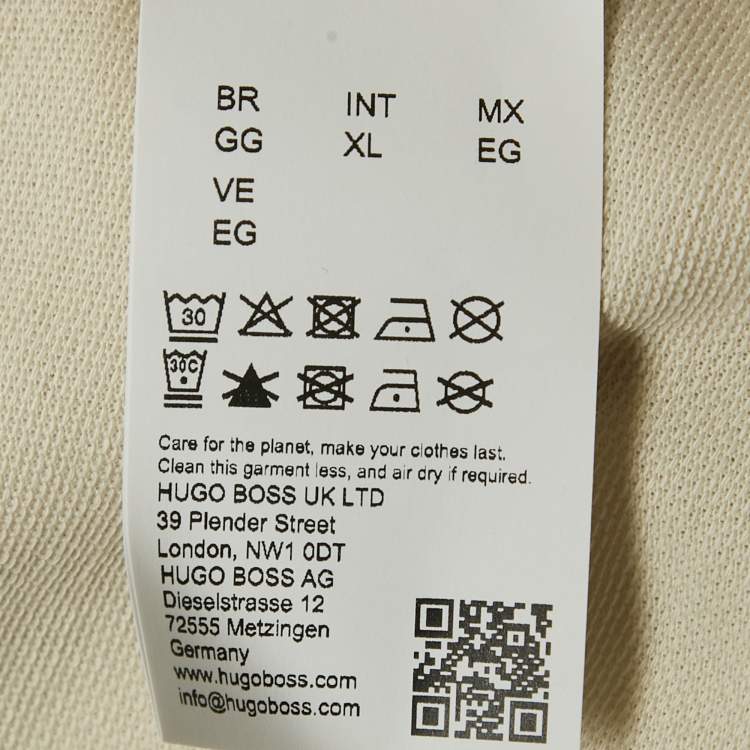 BR INT MX
GG XL EG
VE
EG
30
30C
Care for the planet, make your clothes last.
Clean this garment less, and air dry if required.
HUGO BOSS UK LTD
39 Plender Street
London, NW1 0DT
HUGO BOSS AG
Dieselstrasse 12
72555 Metzingen
Germany
www.hugoboss.com
info@hugoboss.com